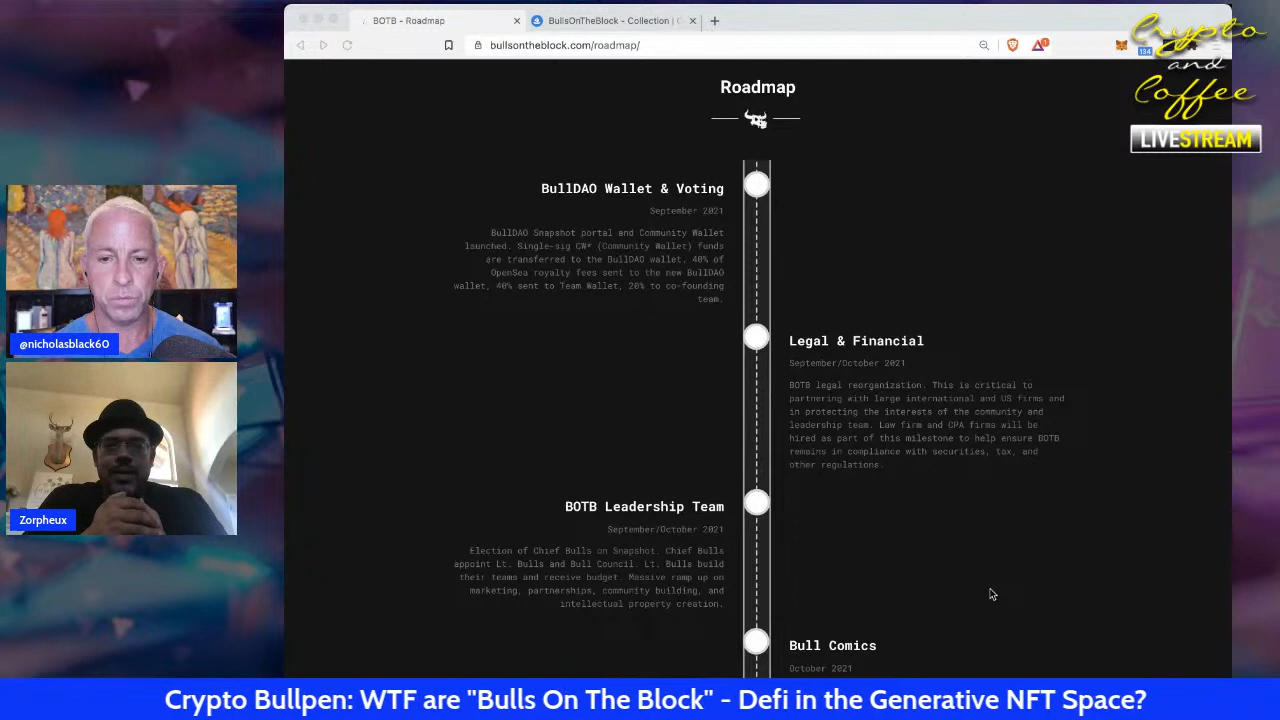 BOTB - Roadmap
BullsOnTheBlock - Collection |
bullsontheblock.com/roadmap/
1
134
Crypto
and
Coffee
LIVESTREAM
Roadmap
BullDAO Wallet & Voting
September 2021
BullDAO Snapshot portal and Community Wallet
launched. Single-sig CW* (Community Wallet) funds
are transferred to the BullDAO wallet. 40% of
OpenSea royalty fees sent to the new BullDAO
wallet, 40% sent to Team Wallet, 20% to co-founding
team.
Legal & Financial
September/October 2021
BOTB legal reorganization. This is critical to
partnering with large international and US firms and
in protecting the interests of the community and
leadership team. Law firm and CPA firms will be
hired as part of this milestone to help ensure BOTB
remains in compliance with securities, tax, and
other regulations.
BOTB Leadership Team
September/October 2021
Election of Chief Bulls on Snapshot. Chief Bulls
appoint Lt. Bulls and Bull Council. Lt. Bulls build
their teams and receive budget. Massive ramp up on
marketing, partnerships, community building, and
intellectual property creation.
Bull Comics
October 2021
@nicholasblack60
Zorpheux
Crypto Bullpen: WTF are "Bulls On The Block" - Defi in the Generative NFT Space?